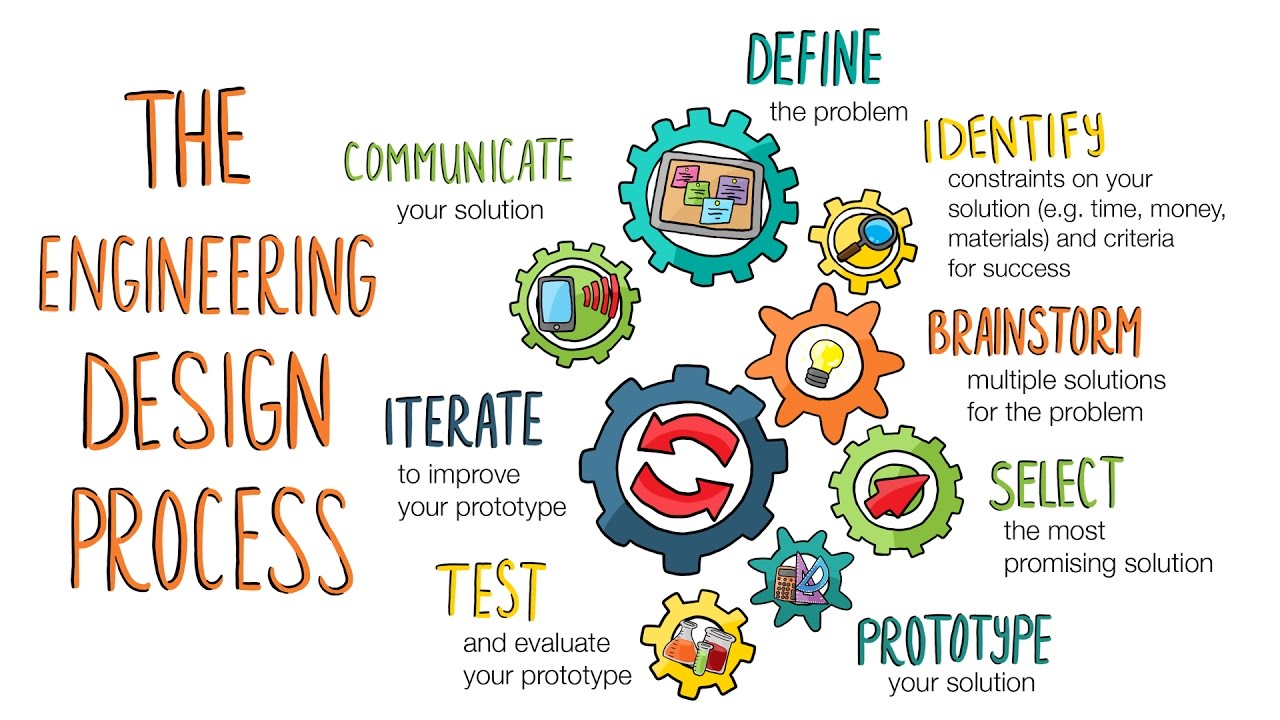 THE
ENGINEERING
DESIGN
PROCESS
DEFINE
the problem
IDENTIFY
constraints on your
solution (e.g. time, money,
materials) and criteria
for success
BRAINSTORM
multiple solutions
for the problem
SELECT
the most
promising solution
PROTOTYPE
your solution
TEST
and evaluate
your prototype
ITERATE
to improve
your prototype
COMMUNICATE
your solution